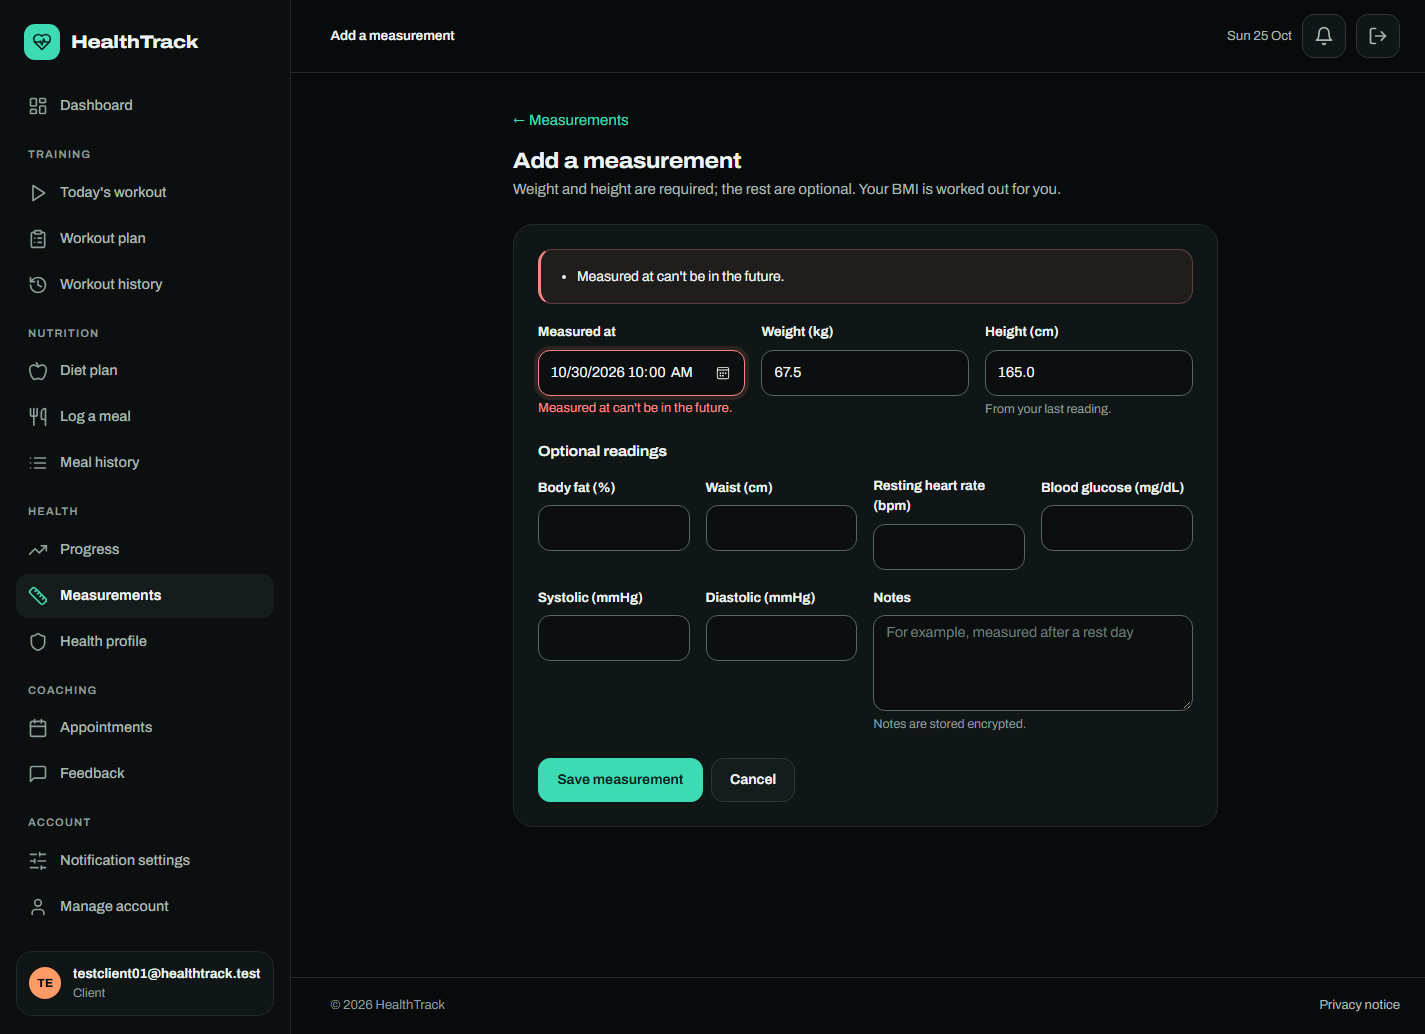 HealthTrack
Dashboard
TRAINING
Today's workout
Workout plan
Workout history
NUTRITION
Diet plan
Log a meal
Meal history
HEALTH
Progress
Measurements
Health profile
COACHING
Appointments
Feedback
ACCOUNT
Notification settings
Manage account
TE
testclient01@healthtrack.test
Client
Add a measurement
Sun 25 Oct
← Measurements
Add a measurement
Weight and height are required; the rest are optional. Your BMI is worked out for you.
• Measured at can't be in the future.
Measured at
Weight (kg)
Height (cm)
10/30/2026 10:00 AM
67.5
165.0
Measured at can't be in the future.
From your last reading.
Optional readings
Body fat (%)
Waist (cm)
Resting heart rate
(bpm)
Blood glucose (mg/dL)
Systolic (mmHg)
Diastolic (mmHg)
Notes
For example, measured after a rest day
Notes are stored encrypted.
Save measurement
Cancel
© 2026 HealthTrack
Privacy notice